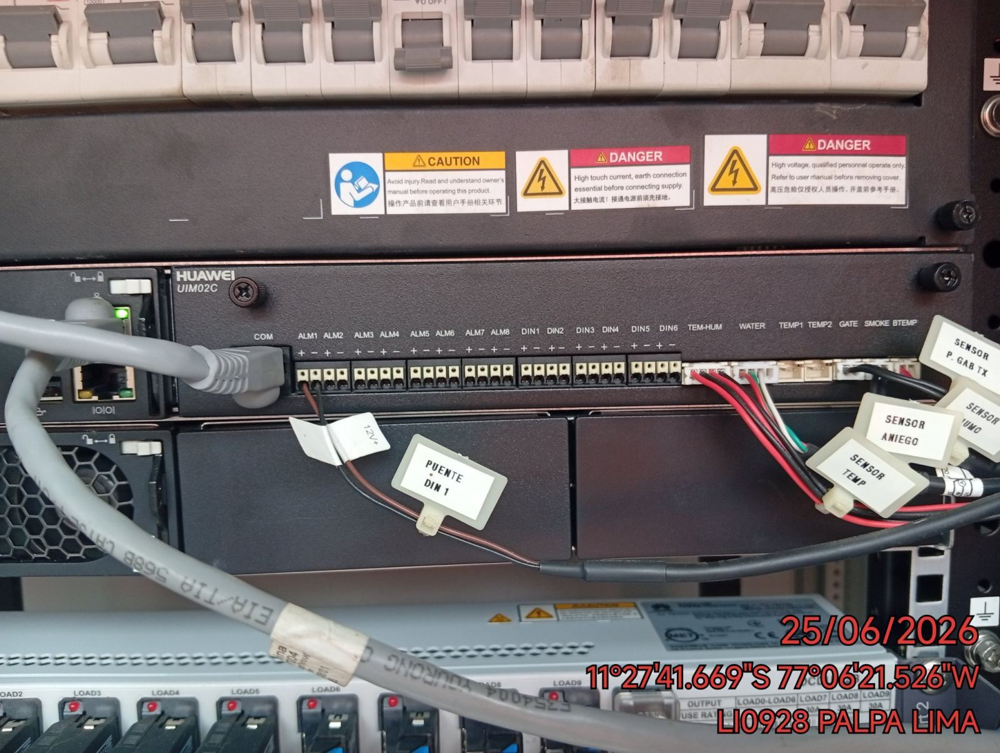 ▼O OFF
CAUTION
Avoid injury.Read and understand owner's
manual before operating this product.
操作产品前请查看用户手册相关环节
DANGER
High touch current, earth connection
essential before connecting supply.
大接触电流！接通电源前须先接地。
DANGER
High voltage, qualified personnel operate only.
Refer to user manual before removing cover.
高压危险仅授权人员操作，开盖前参考手册。
HUAWEI
UIM02C
COM
ALM1 ALM2 ALM3 ALM4 ALM5 ALM6 ALM7 ALM8 DIN1 DIN2 DIN3 DIN4 DIN5 DIN6 TEM-HUM WATER TEMP1 TEMP2 GATE SMOKE BTEMP
+ − + − + − + − + − + − + − + − + − + − + − + − + − + −
|O|O|
12V+
PUENTE
DIN 1
SENSOR
P. GAB TX
SENSOR
HUMO
SENSOR
ANIEGO
SENSOR
TEMP
EIA/TIA 568B
YOURONG
E354004
CAUTION
LOAD3
LOAD4
LOAD5
LOAD6
LOAD9
OUTPUT LOAD0-LOAD6 LOAD7 LOAD8 LOAD9
30A 30A 30A
25/06/2026
11°27'41.669"S 77°06'21.526"W
LI0928 PALPA LIMA